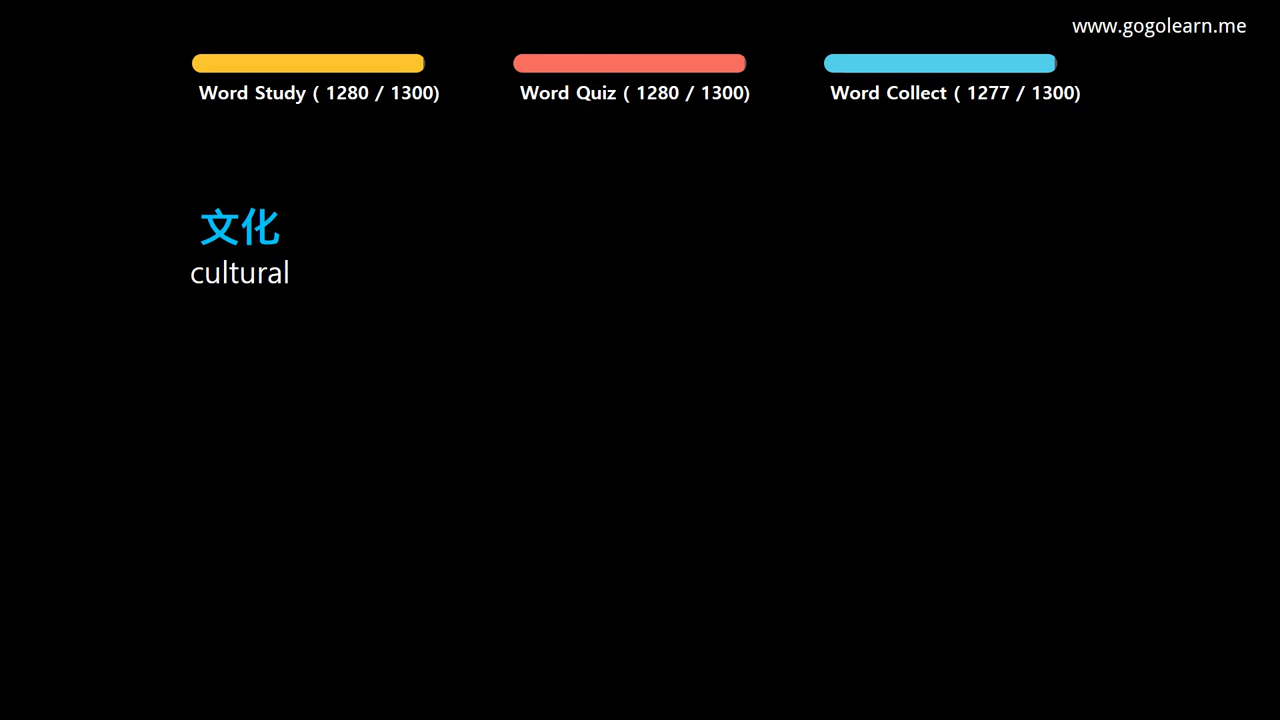 www.gogolearn.me
Word Study ( 1280 / 1300)
Word Quiz ( 1280 / 1300)
Word Collect ( 1277 / 1300)
文化
cultural